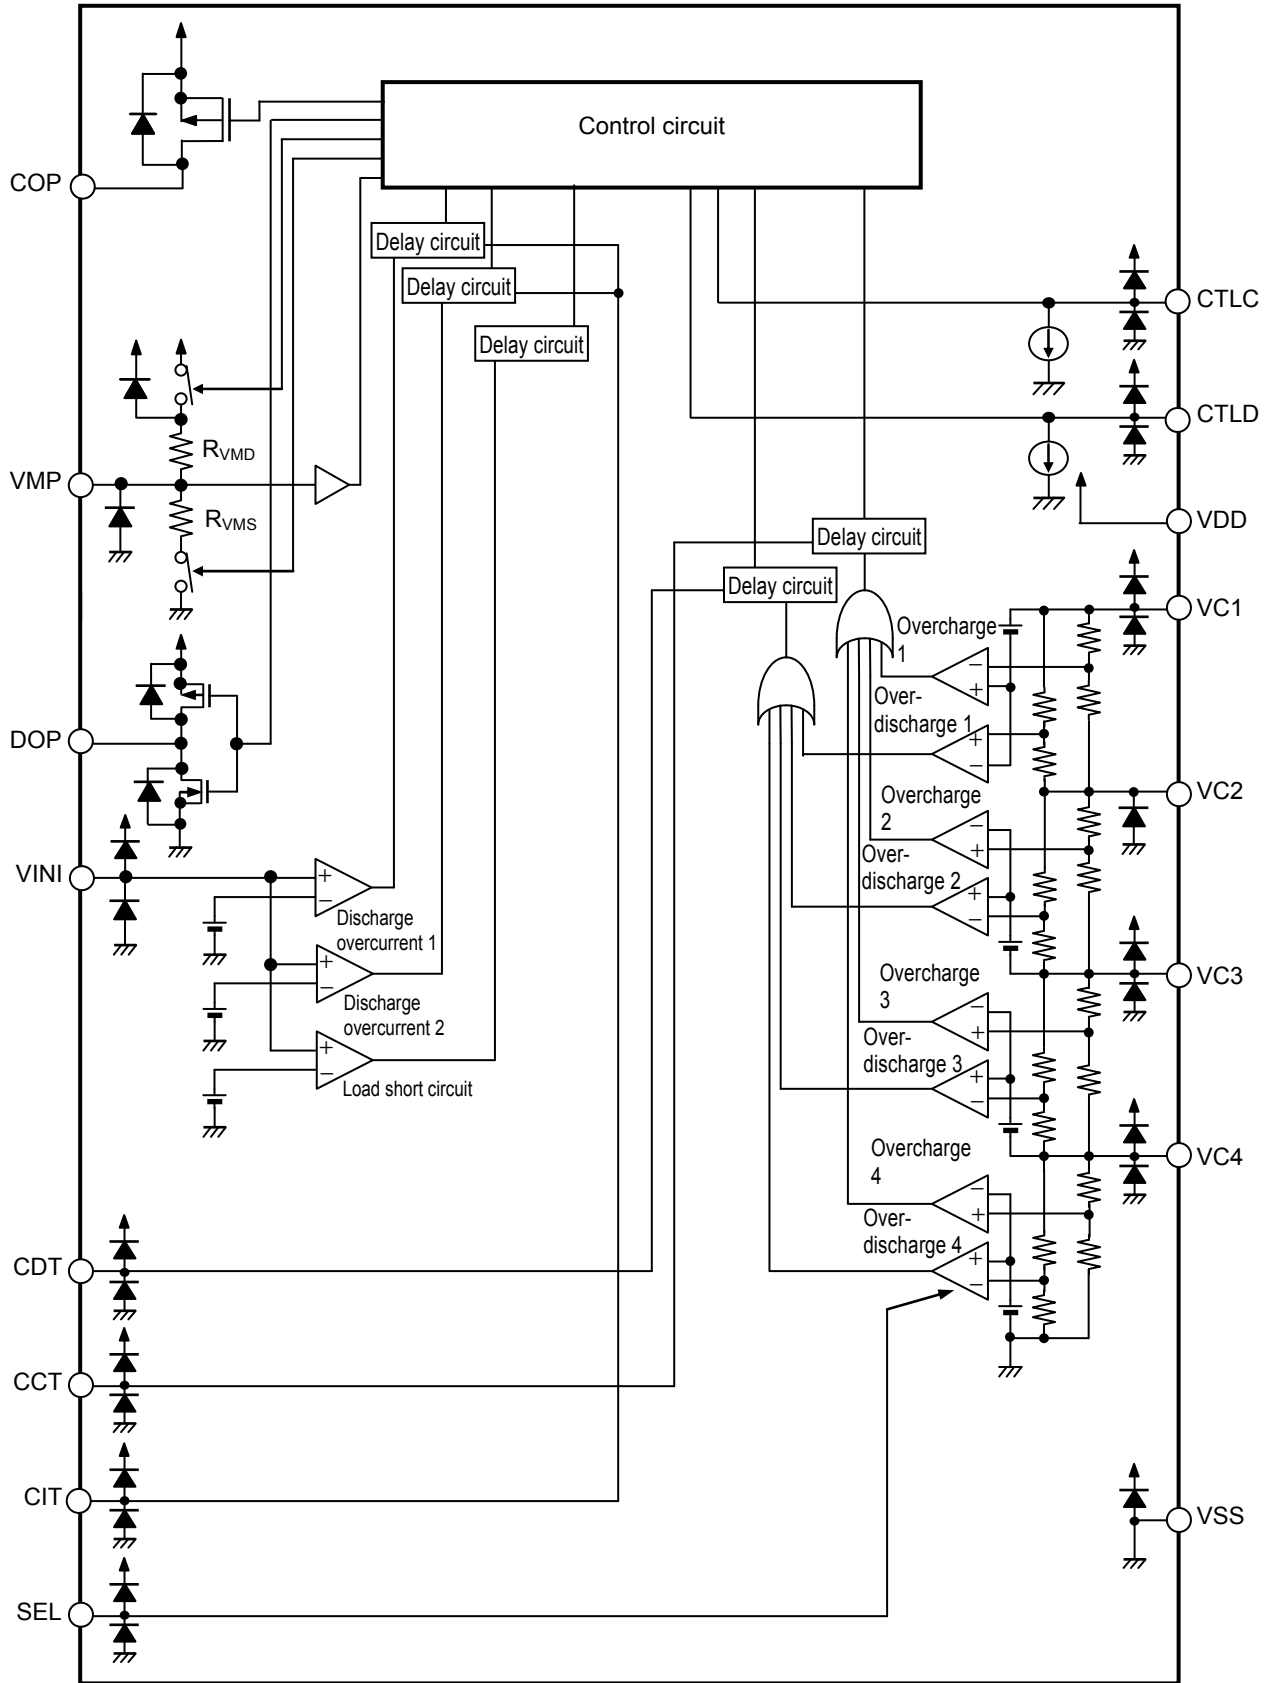 Control circuit
COP
Delay circuit
Delay circuit
Delay circuit
CTLC
CTLD
RVMD
VMP
RVMS
VDD
Delay circuit
Delay circuit
VC1
Overcharge
1
−
+
Over-
discharge 1
+
−
DOP
VC2
Overcharge
2
−
+
Over-
discharge 2
+
−
VINI
+
−
Discharge
overcurrent 1
+
−
Discharge
overcurrent 2
+
−
Load short circuit
VC3
Overcharge
3
−
+
Over-
discharge 3
+
−
VC4
Overcharge
4
−
+
Over-
discharge 4
+
−
CDT
CCT
CIT
VSS
SEL